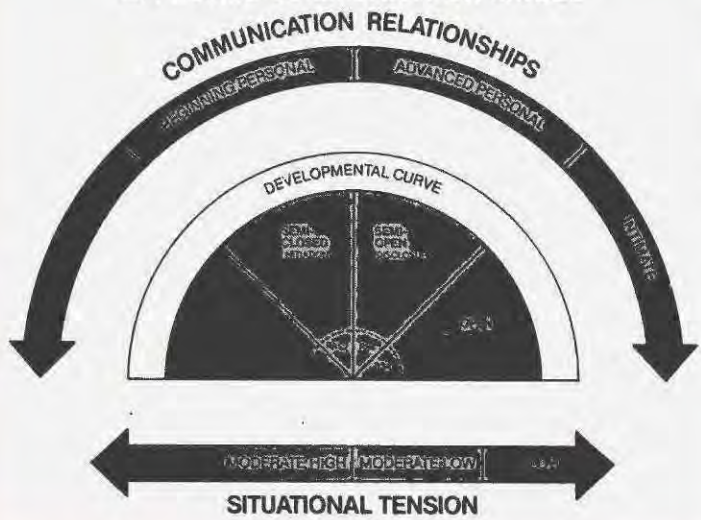 COMMUNICATION RELATIONSHIPS
BEGINNING PERSONAL
ADVANCED PERSONAL
INTIMATE
DEVELOPMENTAL CURVE
SEMI-
CLOSED
SEMI-
OPEN
DISCLOSURE
MODERATE HIGH
MODERATE LOW
SITUATIONAL TENSION